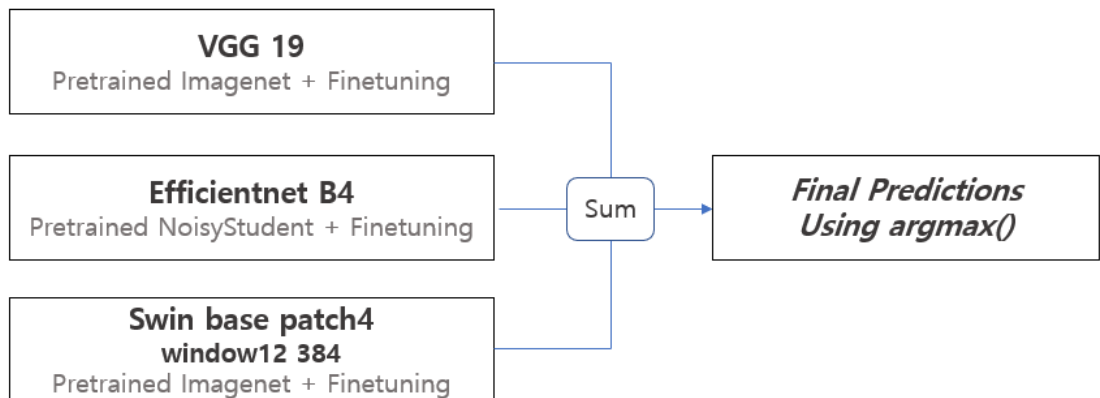 VGG 19
Pretrained Imagenet + Finetuning
Efficientnet B4
Pretrained NoisyStudent + Finetuning
Swin base patch4
window12 384
Pretrained Imagenet + Finetuning
Sum
Final Predictions
Using argmax()